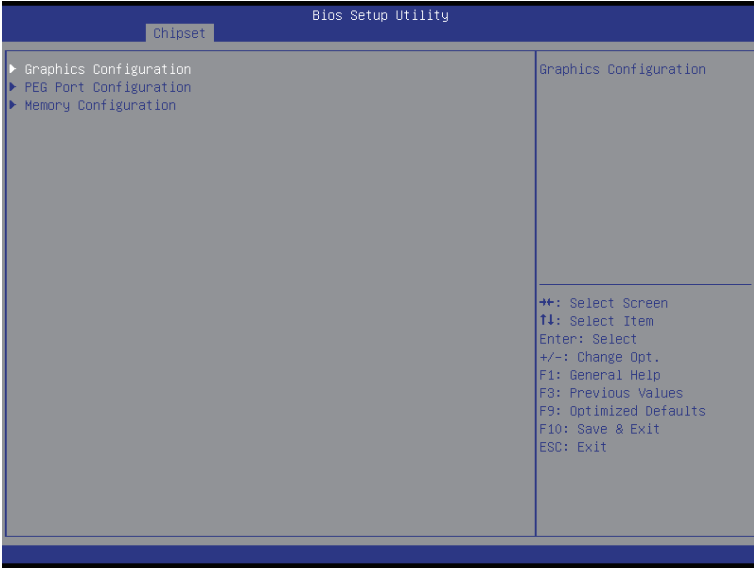 Bios Setup Utility
Chipset
▶ Graphics Configuration
▶ PEG Port Configuration
▶ Memory Configuration
Graphics Configuration
→←: Select Screen
↑↓: Select Item
Enter: Select
+/-: Change Opt.
F1: General Help
F3: Previous Values
F9: Optimized Defaults
F10: Save & Exit
ESC: Exit